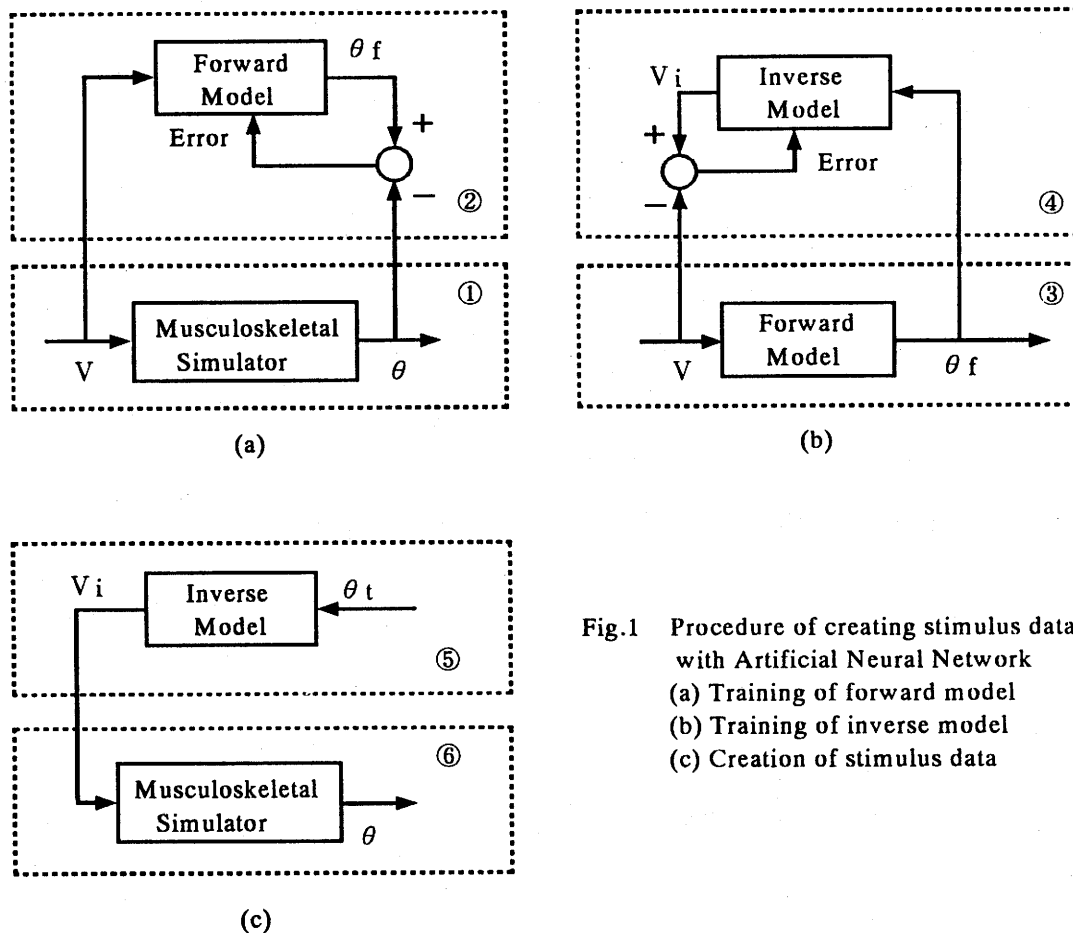 θ f
Forward
Model
Error
+
−
②
①
Musculoskeletal
Simulator
V
θ
(a)
V i
Inverse
Model
+
Error
−
④
③
Forward
Model
V
θ f
(b)
V i
Inverse
Model
θ t
⑤
⑥
Musculoskeletal
Simulator
θ
(c)
Fig.1 Procedure of creating stimulus data
with Artificial Neural Network
(a) Training of forward model
(b) Training of inverse model
(c) Creation of stimulus data